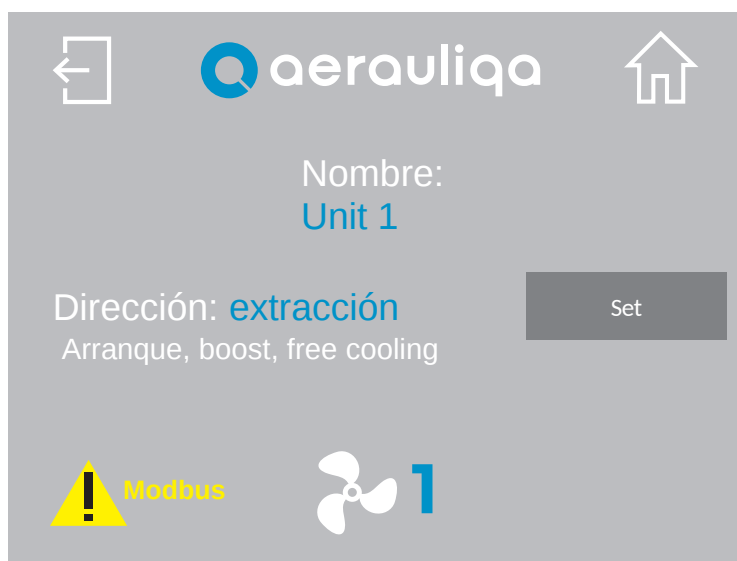 aerauliqa
Nombre:
Unit 1
Dirección: extracción
Set
Arranque, boost, free cooling
Modbus
1